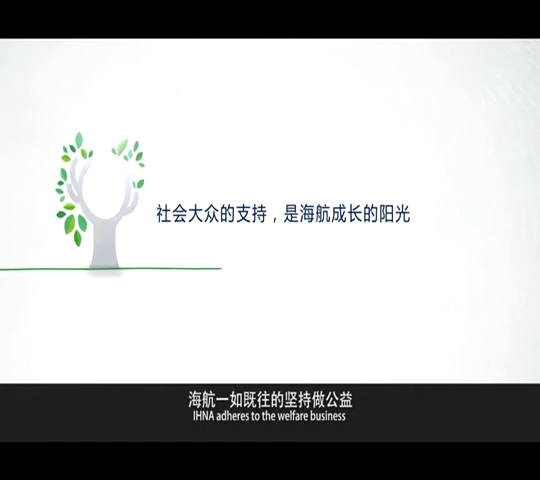 社会大众的支持，是海航成长的阳光
海航一如既往的坚持做公益
IHNA adheres to the welfare business